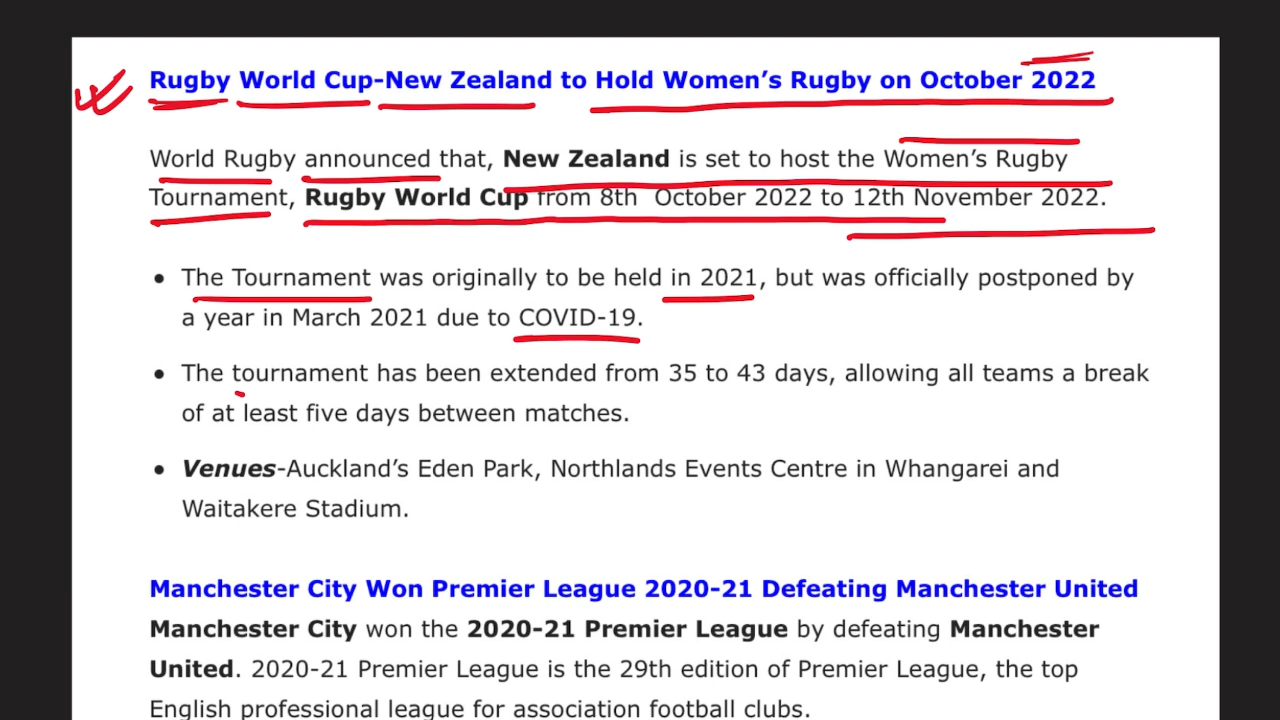 Rugby World Cup-New Zealand to Hold Women’s Rugby on October 2022
World Rugby announced that, New Zealand is set to host the Women’s Rugby
Tournament, Rugby World Cup from 8th October 2022 to 12th November 2022.
• The Tournament was originally to be held in 2021, but was officially postponed by
a year in March 2021 due to COVID-19.
• The tournament has been extended from 35 to 43 days, allowing all teams a break
of at least five days between matches.
• Venues-Auckland’s Eden Park, Northlands Events Centre in Whangarei and
Waitakere Stadium.
Manchester City Won Premier League 2020-21 Defeating Manchester United
Manchester City won the 2020-21 Premier League by defeating Manchester
United. 2020-21 Premier League is the 29th edition of Premier League, the top
English professional league for association football clubs.